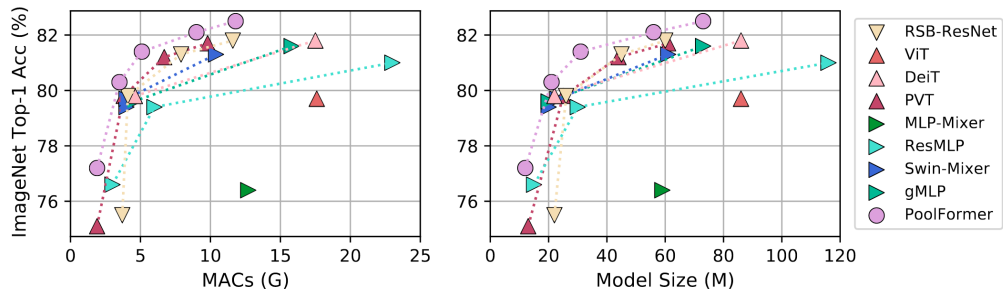 ImageNet Top-1 Acc (%)
82
80
78
76
0 5 10 15 20 25
MACs (G)
82
80
78
76
0 20 40 60 80 100 120
Model Size (M)
RSB-ResNet
ViT
DeiT
PVT
MLP-Mixer
ResMLP
Swin-Mixer
gMLP
PoolFormer